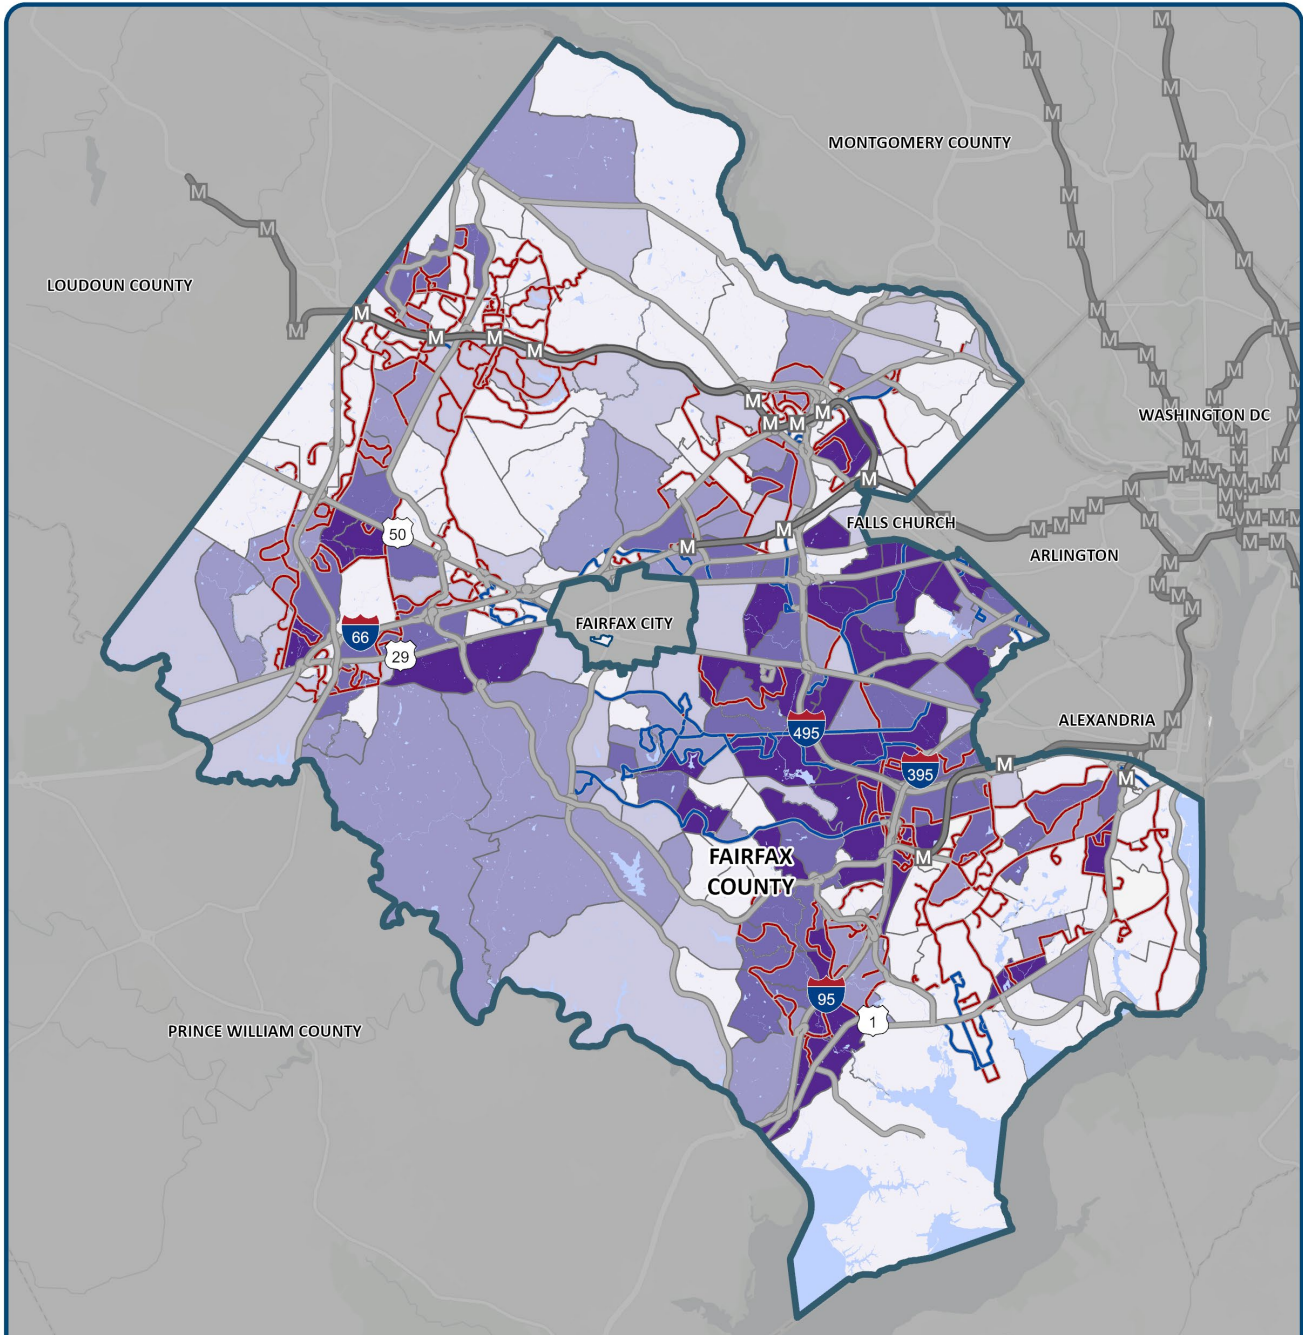 MONTGOMERY COUNTY
LOUDOUN COUNTY
M
M
M
M
M
M
M
WASHINGTON DC
M
M
M
M
M
50
M
M
FALLS CHURCH
ARLINGTON
66
FAIRFAX CITY
29
495
ALEXANDRIA
395
M
M
FAIRFAX
COUNTY
M
95
1
PRINCE WILLIAM COUNTY